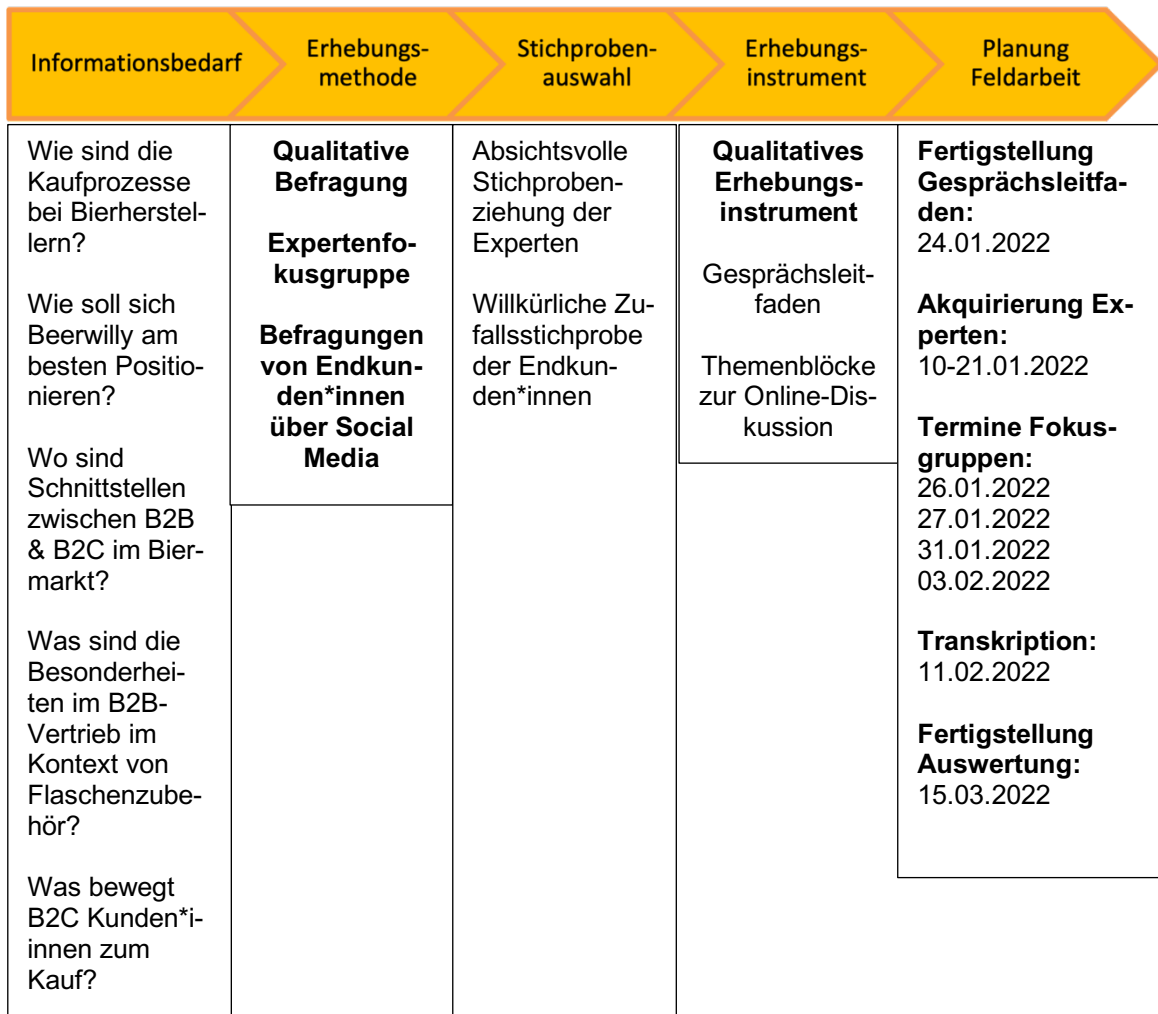 Informationsbedarf
Erhebungs-
methode
Stichproben-
auswahl
Erhebungs-
instrument
Planung
Feldarbeit
Wie sind die
Kaufprozesse
bei Bierherstel-
lern?
Wie soll sich
Beerwilly am
besten Positio-
nieren?
Wo sind
Schnittstellen
zwischen B2B
& B2C im Bier-
markt?
Was sind die
Besonderhei-
ten im B2B-
Vertrieb im
Kontext von
Flaschenzube-
hör?
Was bewegt
B2C Kunden*i-
innen zum
Kauf?
Qualitative
Befragung
Expertenfo-
kusgruppe
Befragungen
von Endkun-
den*innen
über Social
Media
Absichtsvolle
Stichproben-
ziehung der
Experten
Willkürliche Zu-
fallsstichprobe
der Endkun-
den*innen
Qualitatives
Erhebungs-
instrument
Gesprächsleit-
faden
Themenblöcke
zur Online-Dis-
kussion
Fertigstellung
Gesprächsleitfa-
den:
24.01.2022
Akquirierung Ex-
perten:
10-21.01.2022
Termine Fokus-
gruppen:
26.01.2022
27.01.2022
31.01.2022
03.02.2022
Transkription:
11.02.2022
Fertigstellung
Auswertung:
15.03.2022